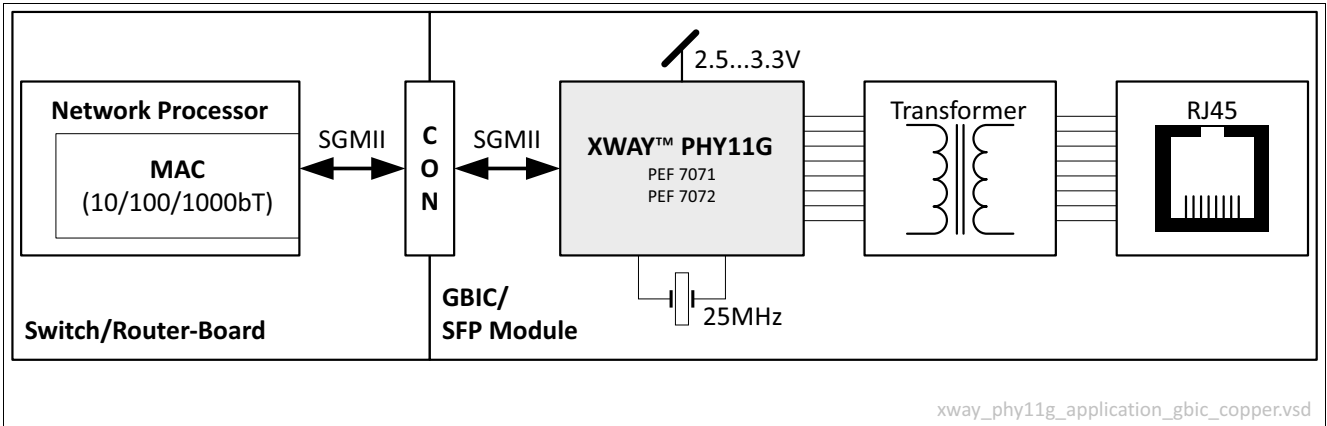 2.5...3.3V
Network Processor
MAC
(10/100/1000bT)
SGMII
C
O
N
SGMII
XWAY™ PHY11G
PEF 7071
PEF 7072
Transformer
RJ45
25MHz
Switch/Router-Board
GBIC/
SFP Module
xway_phy11g_application_gbic_copper.vsd